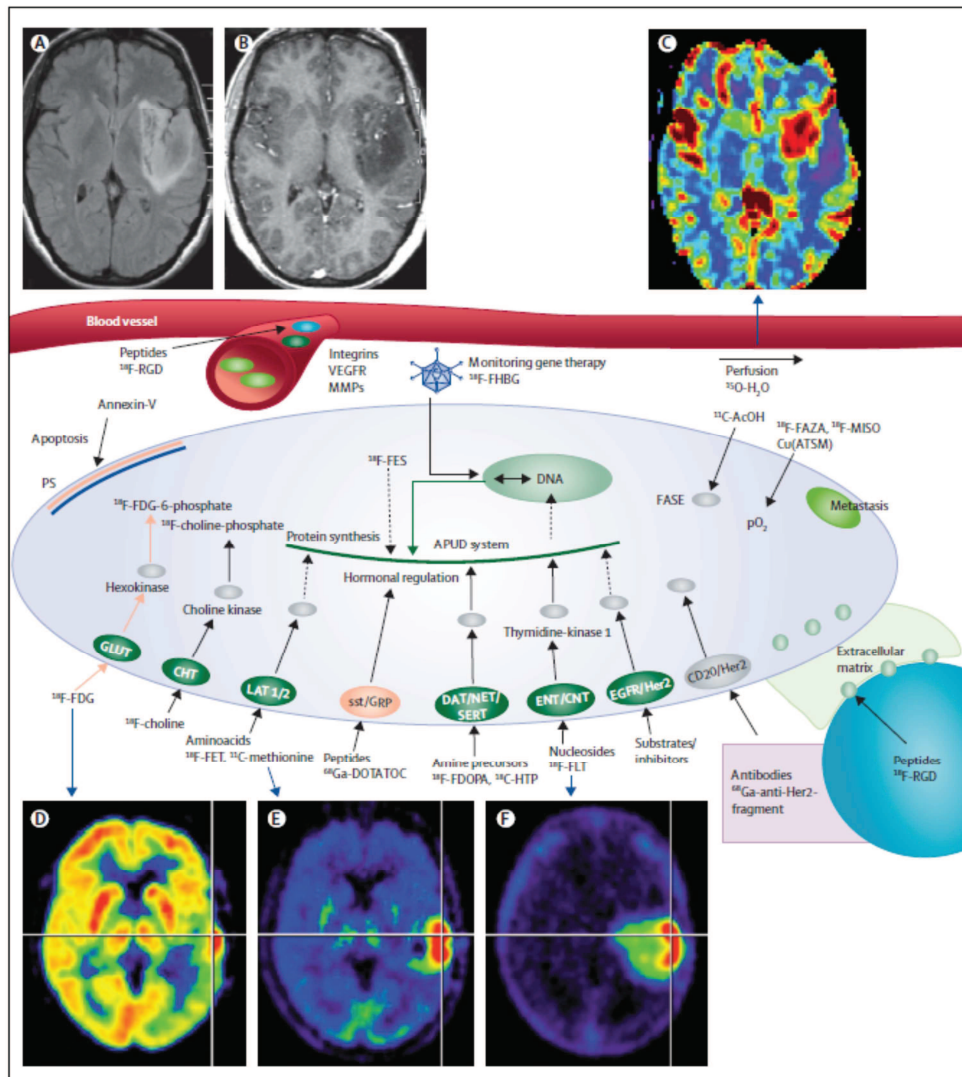 A
B
C
Blood vessel
Peptides
¹⁸F-RGD
Integrins
VEGFR
MMPs
Monitoring gene therapy
¹⁸F-FHBG
Perfusion
¹⁵O-H₂O
Annexin-V
Apoptosis
PS
¹¹C-AcOH
¹⁸F-FAZA, ¹⁸F-MISO
Cu(ATSM)
¹⁸F-FES
DNA
FASE
pO₂
Metastasis
¹⁸F-FDG-6-phosphate
¹⁸F-choline-phosphate
Protein synthesis
APUD system
Hormonal regulation
Hexokinase
Choline kinase
Thymidine-kinase 1
GLUT
CHT
LAT 1/2
sst/GRP
DAT/NET/
SERT
ENT/CNT
EGFR/Her2
CD20/Her2
Extracellular
matrix
¹⁸F-FDG
¹⁸F-choline
Aminoacids
¹⁸F-FET. ¹¹C-methionine
Peptides
⁶⁸Ga-DOTATOC
Amine precursors
¹⁸F-FDOPA, ¹⁸C-HTP
Nucleosides
¹⁸F-FLT
Substrates/
inhibitors
Antibodies
⁶⁸Ga-anti-Her2-
fragment
Peptides
¹⁸F-RGD
D
E
F